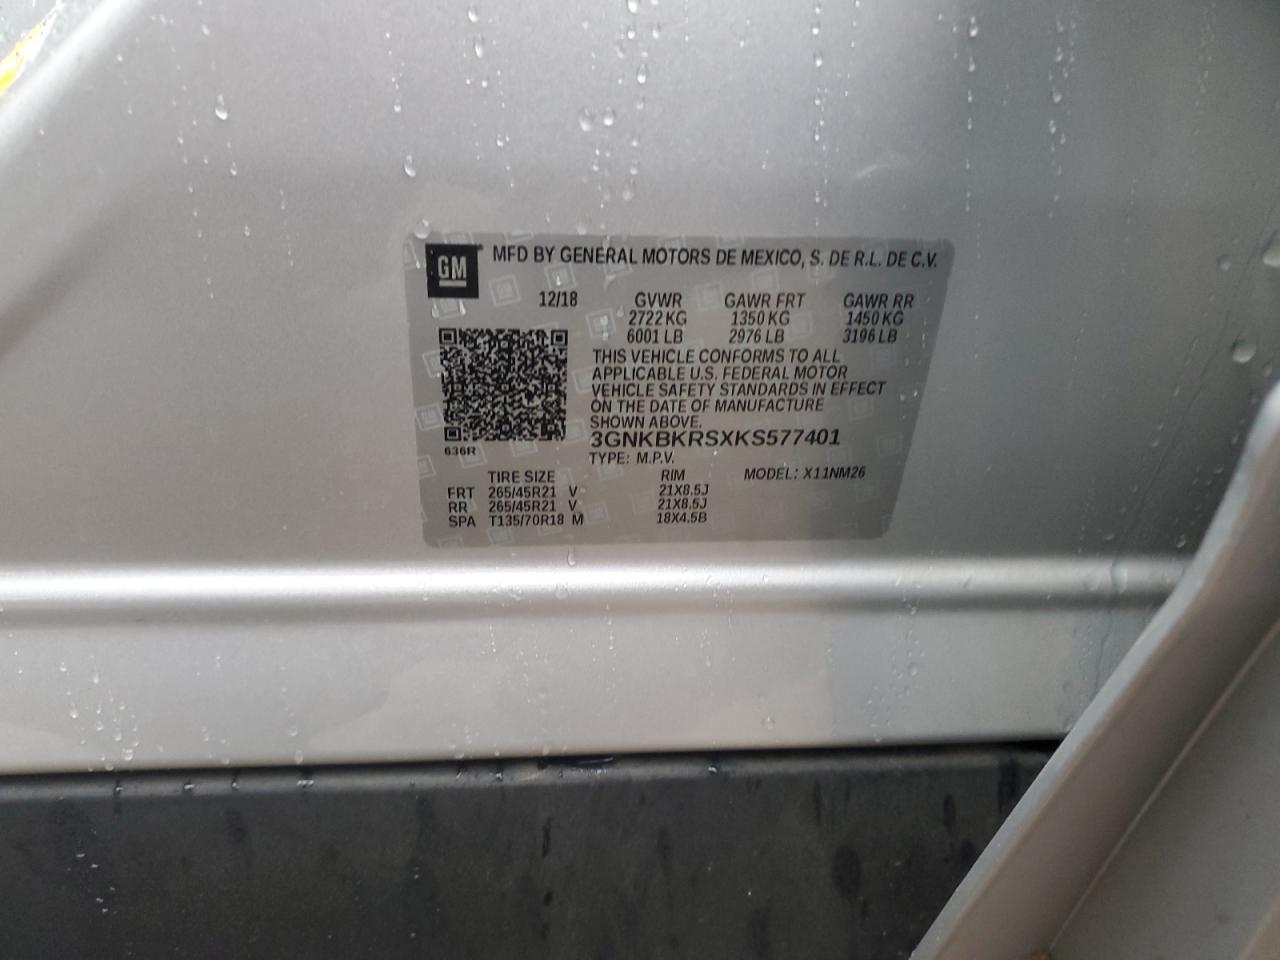 GM
MFD BY GENERAL MOTORS DE MEXICO, S. DE R.L. DE C.V.
12/18 GVWR GAWR FRT GAWR RR
2722 KG 1350 KG 1450 KG
6001 LB 2976 LB 3196 LB
THIS VEHICLE CONFORMS TO ALL
APPLICABLE U.S. FEDERAL MOTOR
VEHICLE SAFETY STANDARDS IN EFFECT
ON THE DATE OF MANUFACTURE
SHOWN ABOVE.
3GNKBKRSXKS577401
636R
TYPE: M.P.V.
TIRE SIZE RIM MODEL: X11NM26
FRT 265/45R21 V 21X8.5J
RR 265/45R21 V 21X8.5J
SPA T135/70R18 M 18X4.5B